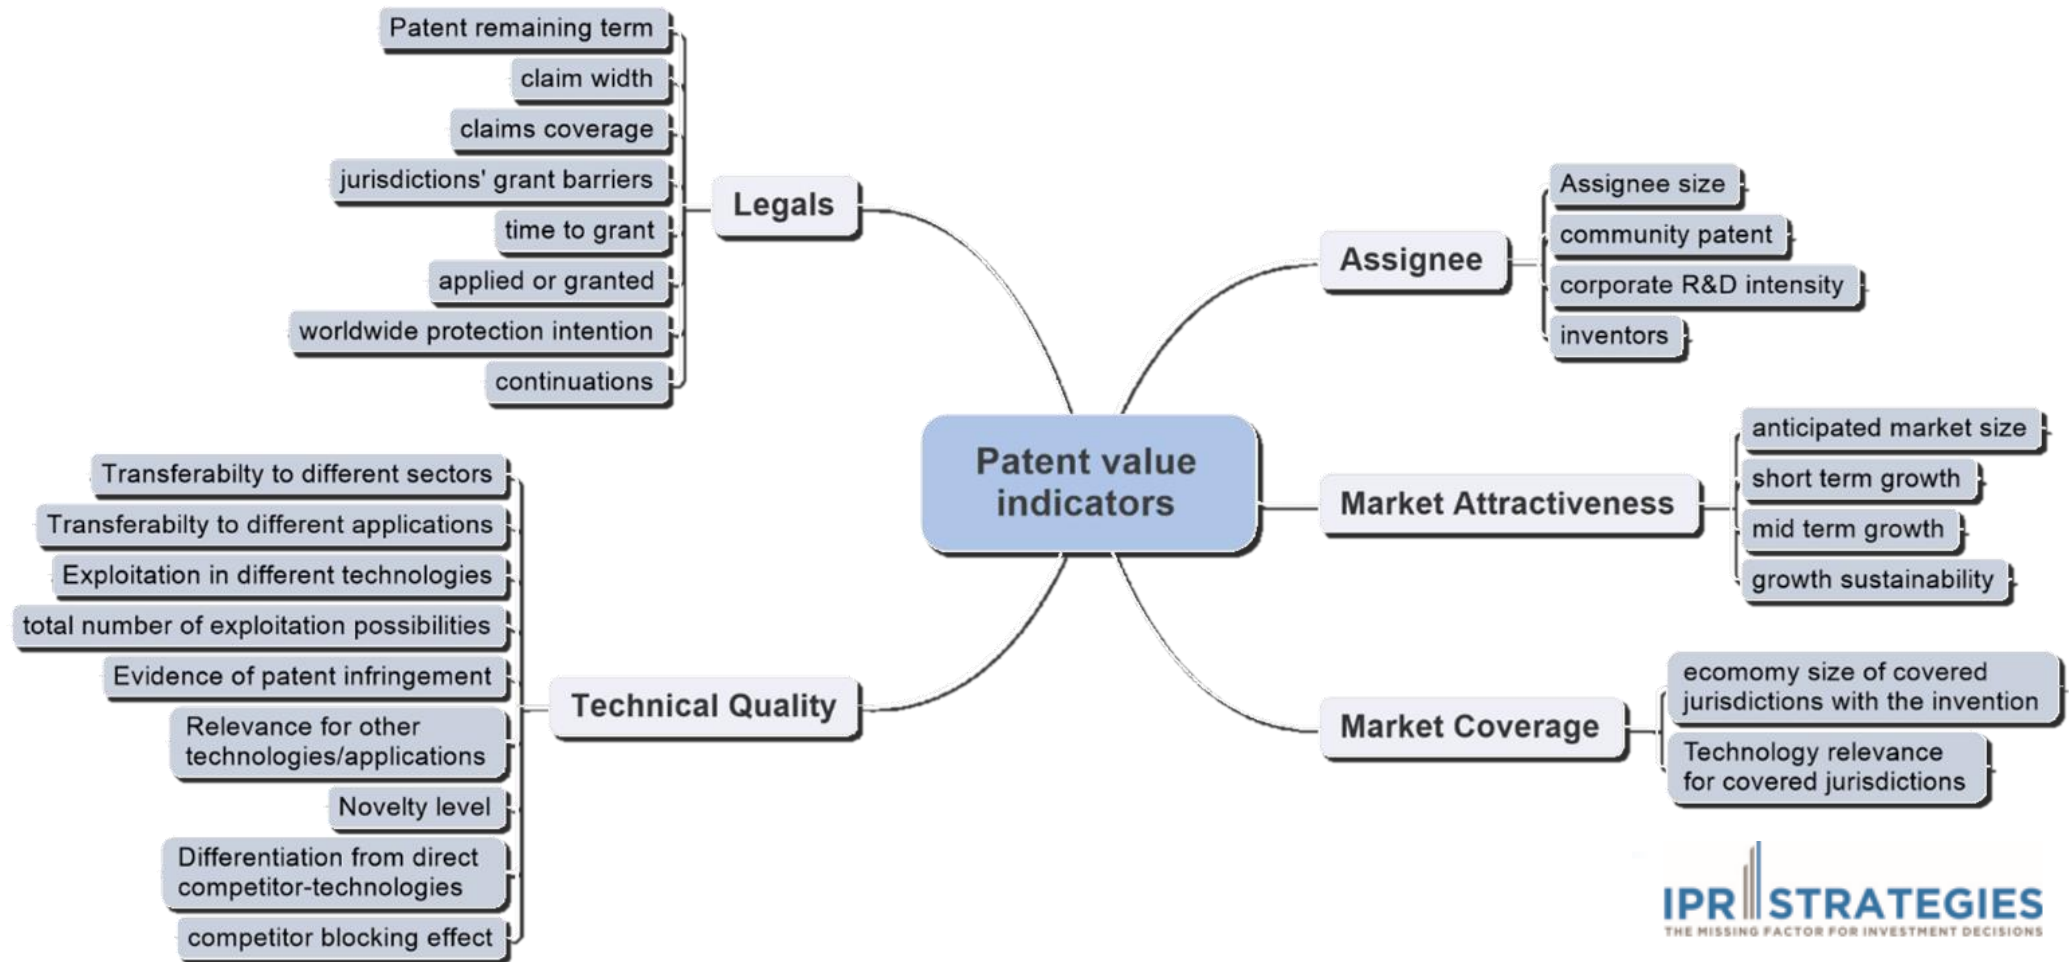 Patent value
indicators
Legals
Patent remaining term
claim width
claims coverage
jurisdictions' grant barriers
time to grant
applied or granted
worldwide protection intention
continuations
Technical Quality
Transferabilty to different sectors
Transferabilty to different applications
Exploitation in different technologies
total number of exploitation possibilities
Evidence of patent infringement
Relevance for other
technologies/applications
Novelty level
Differentiation from direct
competitor-technologies
competitor blocking effect
Assignee
Assignee size
community patent
corporate R&D intensity
inventors
Market Attractiveness
anticipated market size
short term growth
mid term growth
growth sustainability
Market Coverage
ecomomy size of covered
jurisdictions with the invention
Technology relevance
for covered jurisdictions
IPR STRATEGIES
THE MISSING FACTOR FOR INVESTMENT DECISIONS